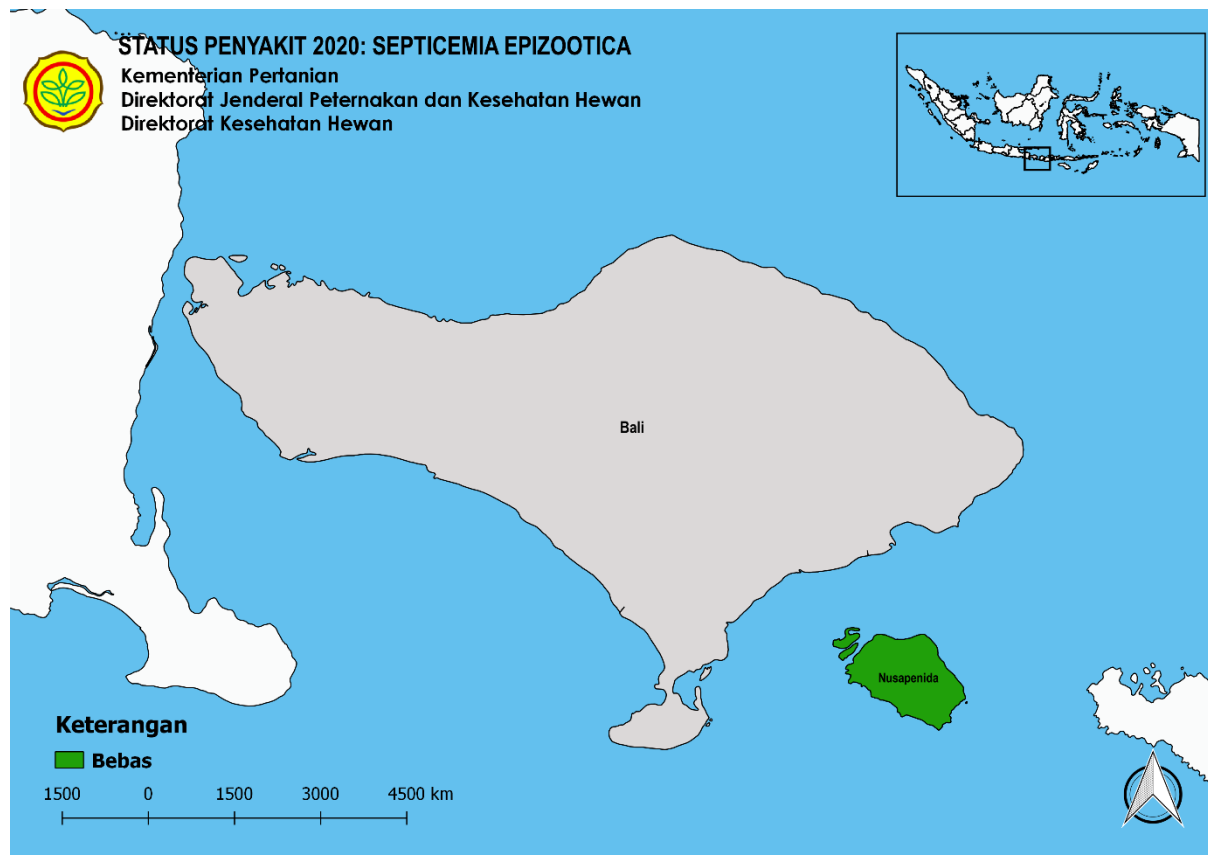 STATUS PENYAKIT 2020: SEPTICEMIA EPIZOOTICA
Kementerian Pertanian
Direktorat Jenderal Peternakan dan Kesehatan Hewan
Direktorat Kesehatan Hewan
Bali
Nusapenida
Keterangan
Bebas
1500 0 1500 3000 4500 km